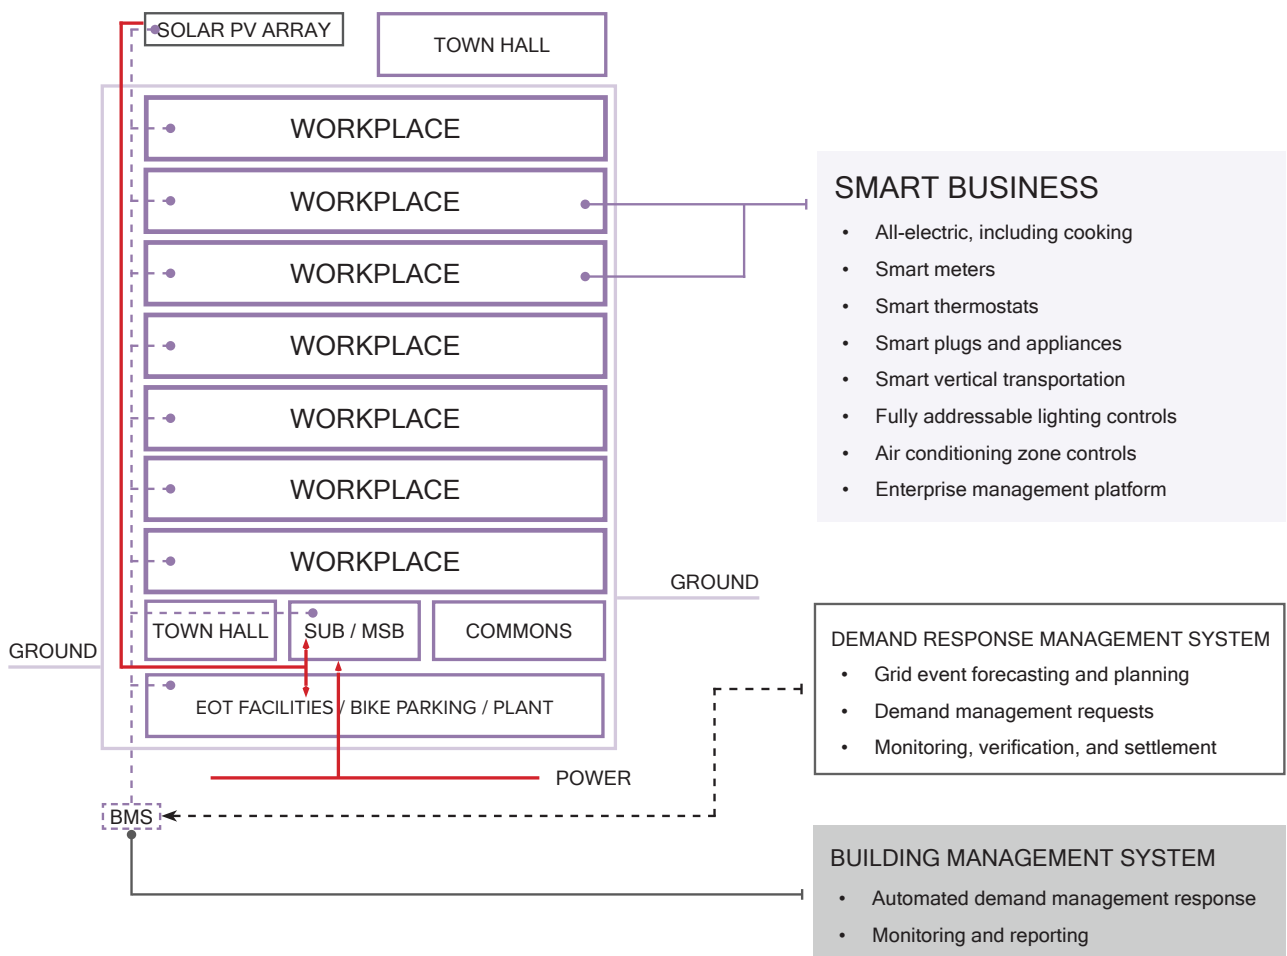 SOLAR PV ARRAY
TOWN HALL
WORKPLACE
WORKPLACE
WORKPLACE
WORKPLACE
WORKPLACE
WORKPLACE
WORKPLACE
TOWN HALL
SUB / MSB
COMMONS
EOT FACILITIES / BIKE PARKING / PLANT
GROUND
GROUND
POWER
BMS
SMART BUSINESS
• All-electric, including cooking
• Smart meters
• Smart thermostats
• Smart plugs and appliances
• Smart vertical transportation
• Fully addressable lighting controls
• Air conditioning zone controls
• Enterprise management platform
DEMAND RESPONSE MANAGEMENT SYSTEM
• Grid event forecasting and planning
• Demand management requests
• Monitoring, verification, and settlement
BUILDING MANAGEMENT SYSTEM
• Automated demand management response
• Monitoring and reporting